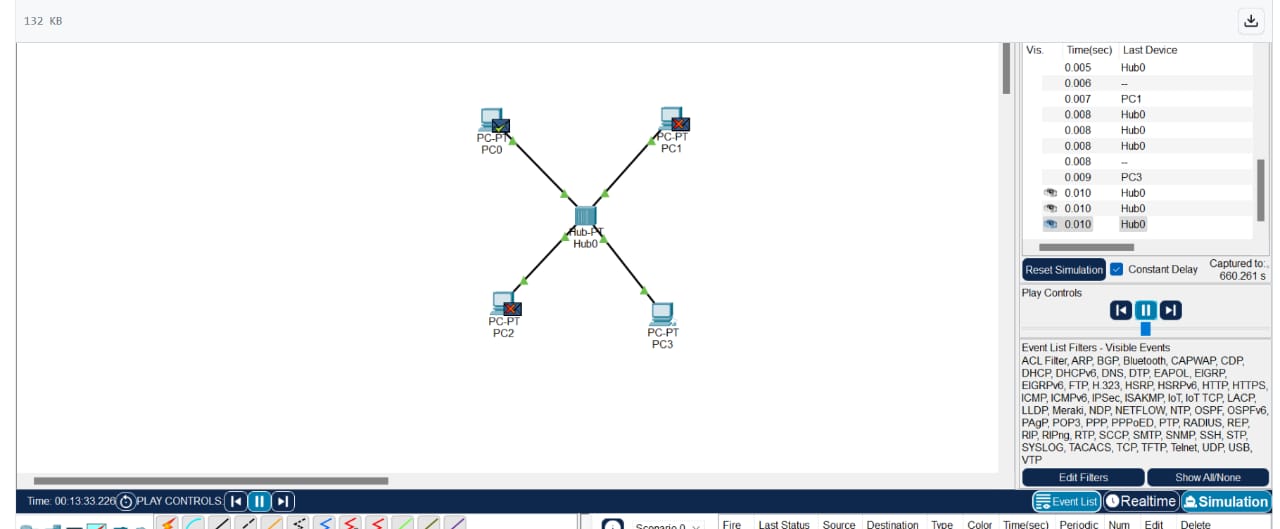 132 KB
PC-PT
PC0
PC-PT
PC1
Hub-PT
Hub0
PC-PT
PC2
PC-PT
PC3
Vis. Time(sec) Last Device
0.005 Hub0
0.006 --
0.007 PC1
0.008 Hub0
0.008 Hub0
0.008 Hub0
0.008 --
0.009 PC3
0.010 Hub0
0.010 Hub0
0.010 Hub0
Reset Simulation Constant Delay Captured to:
660.261 s
Play Controls
Event List Filters - Visible Events
ACL Filter, ARP, BGP, Bluetooth, CAPWAP, CDP,
DHCP, DHCPv6, DNS, DTP, EAPOL, EIGRP,
EIGRPv6, FTP, H.323, HSRP, HSRPv6, HTTP, HTTPS,
ICMP, ICMPv6, IPSec, ISAKMP, IoT, IoT TCP, LACP,
LLDP, Meraki, NDP, NETFLOW, NTP, OSPF, OSPFv6,
PAgP, POP3, PPP, PPPoED, PTP, RADIUS, REP,
RIP, RIPng, RTP, SCCP, SMTP, SNMP, SSH, STP,
SYSLOG, TACACS, TCP, TFTP, Telnet, UDP, USB,
VTP
Edit Filters Show All/None
Time: 00:13:33.226 PLAY CONTROLS: Event List Realtime Simulation
Scenario 0 Fire Last Status Source Destination Type Color Time(sec) Periodic Num Edit Delete